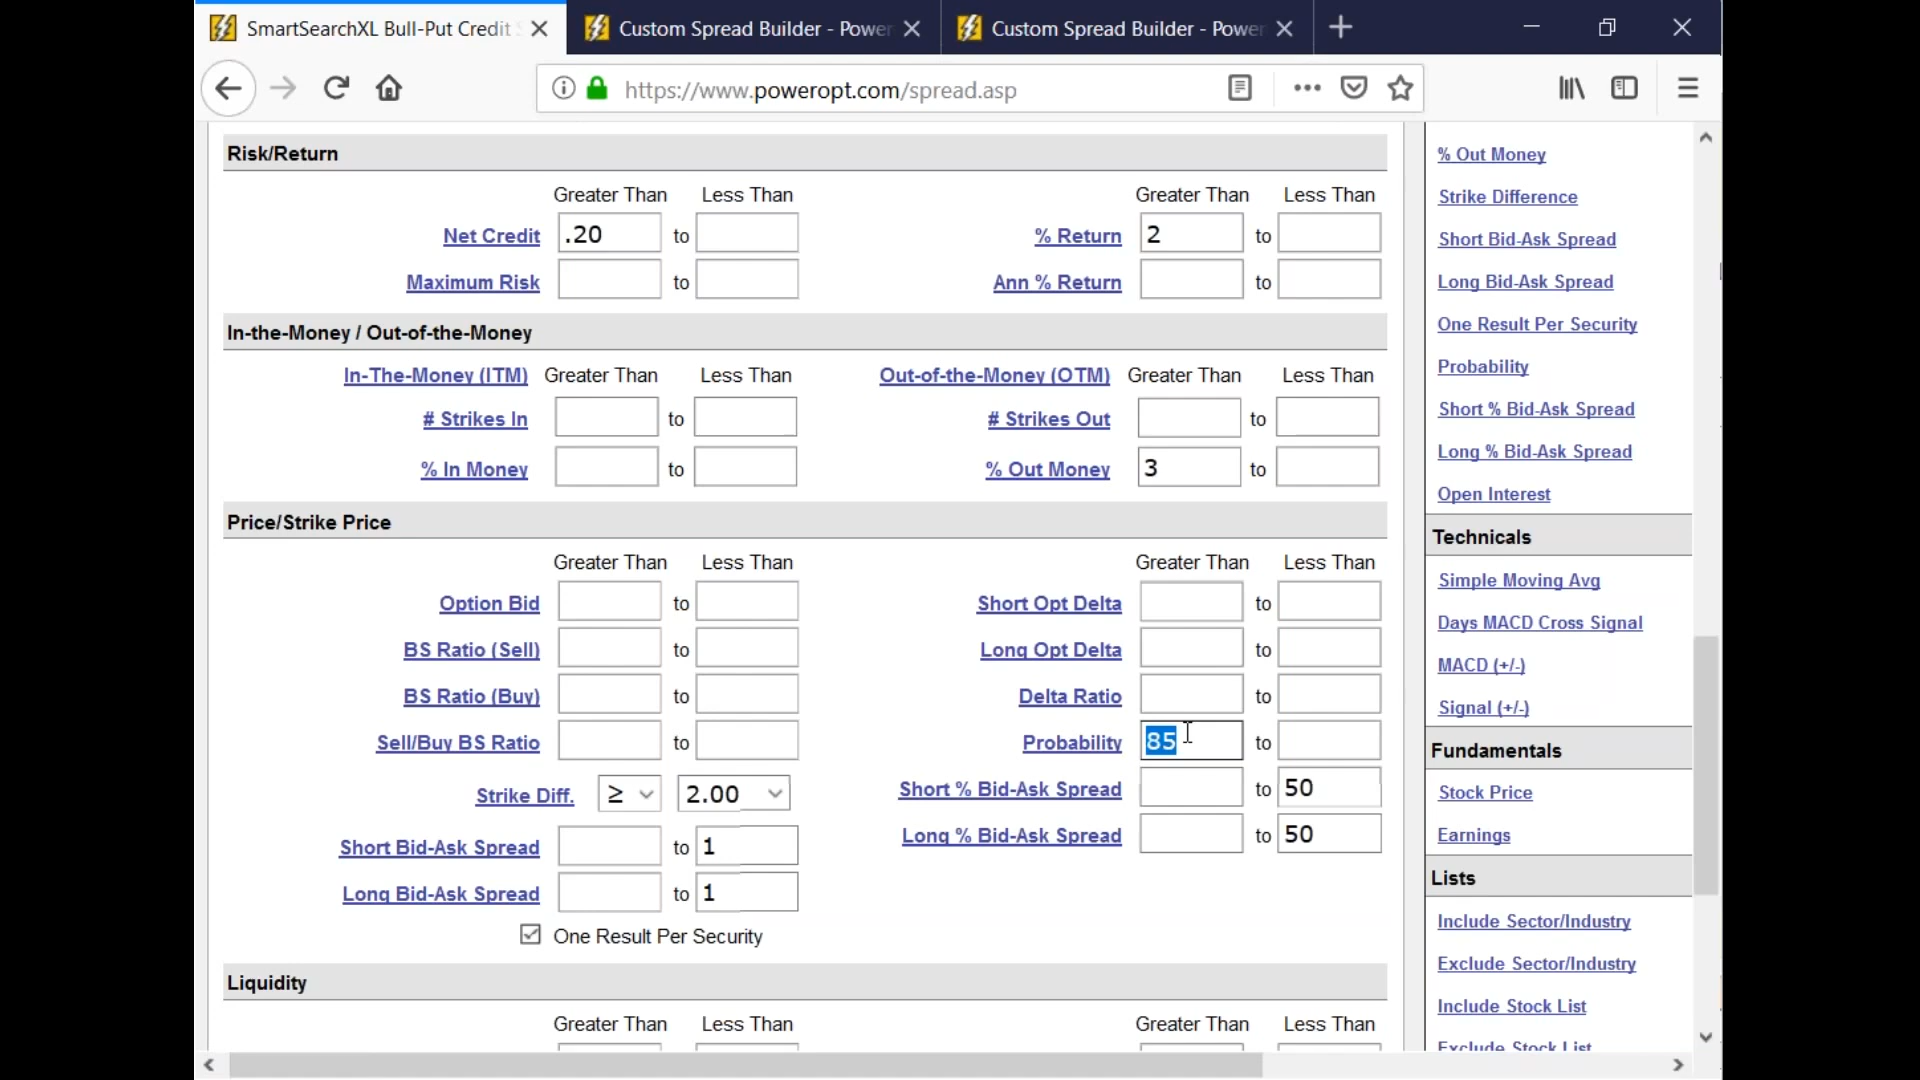 SmartSearchXL Bull-Put Credit S
Custom Spread Builder - Power
Custom Spread Builder - Power
https://www.poweropt.com/spread.asp
Risk/Return
Greater Than Less Than Greater Than Less Than
Net Credit .20 to % Return 2 to
Maximum Risk to Ann % Return to
In-the-Money / Out-of-the-Money
In-The-Money (ITM) Greater Than Less Than Out-of-the-Money (OTM) Greater Than Less Than
# Strikes In to # Strikes Out to
% In Money to % Out Money 3 to
Price/Strike Price
Greater Than Less Than Greater Than Less Than
Option Bid to Short Opt Delta to
BS Ratio (Sell) to Long Opt Delta to
BS Ratio (Buy) to Delta Ratio to
Sell/Buy BS Ratio to Probability 85 to
Strike Diff. ≥ 2.00 Short % Bid-Ask Spread to 50
Short Bid-Ask Spread to 1 Long % Bid-Ask Spread to 50
Long Bid-Ask Spread to 1
One Result Per Security
Liquidity
Greater Than Less Than Greater Than Less Than
% Out Money
Strike Difference
Short Bid-Ask Spread
Long Bid-Ask Spread
One Result Per Security
Probability
Short % Bid-Ask Spread
Long % Bid-Ask Spread
Open Interest
Technicals
Simple Moving Avg
Days MACD Cross Signal
MACD (+/-)
Signal (+/-)
Fundamentals
Stock Price
Earnings
Lists
Include Sector/Industry
Exclude Sector/Industry
Include Stock List
Exclude Stock List